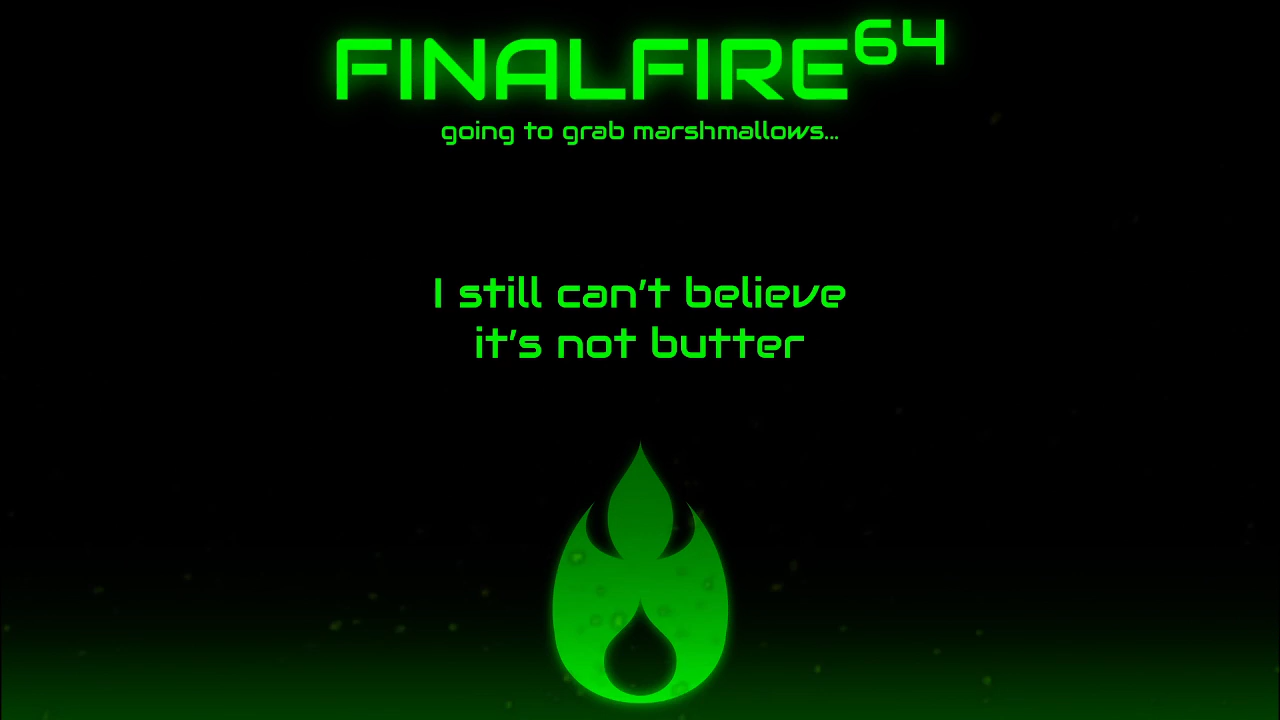 FINALFIRE64
going to grab marshmallows...
I still can't believe
it's not butter